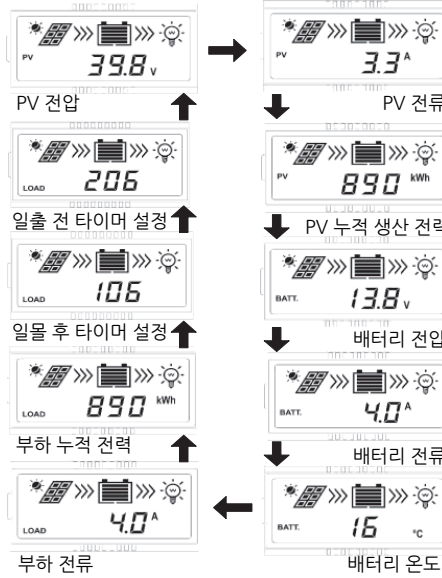 PV
39.8 v
PV 전압
PV
3.3 A
PV 전류
LOAD
206
일출 전 타이머 설정
PV
890 kWh
PV 누적 생산 전력
LOAD
106
일몰 후 타이머 설정
BATT.
13.8 v
배터리 전압
LOAD
890 kWh
부하 누적 전력
BATT.
4.0 A
배터리 전류
LOAD
4.0 A
부하 전류
BATT.
16 °C
배터리 온도